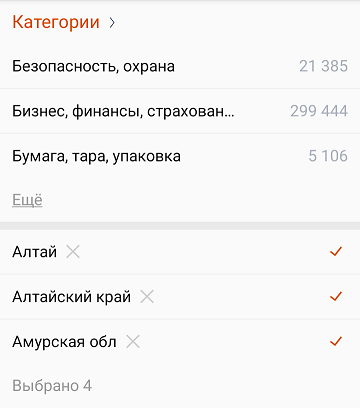 Категории
Безопасность, охрана 21 385
Бизнес, финансы, страхован... 299 444
Бумага, тара, упаковка 5 106
Ещё
Алтай
Алтайский край
Амурская обл
Выбрано 4